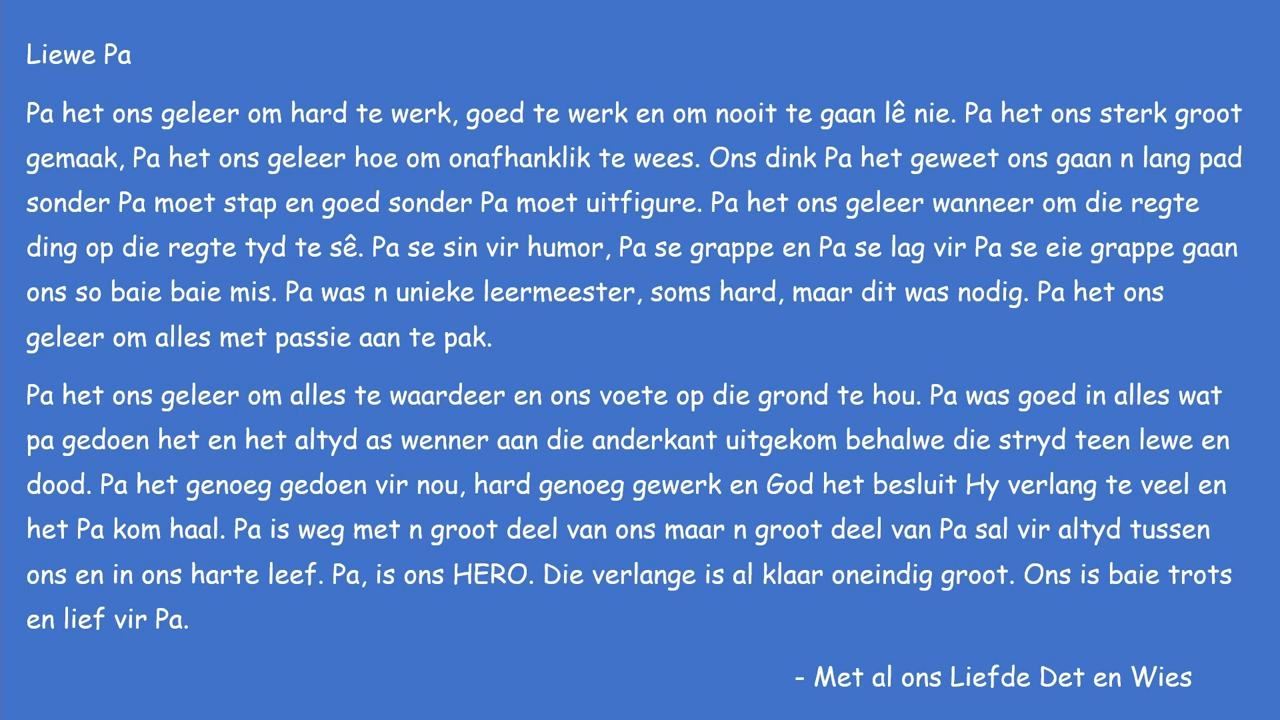 Liewe Pa
Pa het ons geleer om hard te werk, goed te werk en om nooit te gaan lê nie. Pa het ons sterk groot
gemaak, Pa het ons geleer hoe om onafhanklik te wees. Ons dink Pa het geweet ons gaan n lang pad
sonder Pa moet stap en goed sonder Pa moet uitfigure. Pa het ons geleer wanneer om die regte
ding op die regte tyd te sê. Pa se sin vir humor, Pa se grappe en Pa se lag vir Pa se eie grappe gaan
ons so baie baie mis. Pa was n unieke leermeester, soms hard, maar dit was nodig. Pa het ons
geleer om alles met passie aan te pak.
Pa het ons geleer om alles te waardeer en ons voete op die grond te hou. Pa was goed in alles wat
pa gedoen het en het altyd as wenner aan die anderkant uitgekom behalwe die stryd teen lewe en
dood. Pa het genoeg gedoen vir nou, hard genoeg gewerk en God het besluit Hy verlang te veel en
het Pa kom haal. Pa is weg met n groot deel van ons maar n groot deel van Pa sal vir altyd tussen
ons en in ons harte leef. Pa, is ons HERO. Die verlange is al klaar oneindig groot. Ons is baie trots
en lief vir Pa.
- Met al ons Liefde Det en Wies